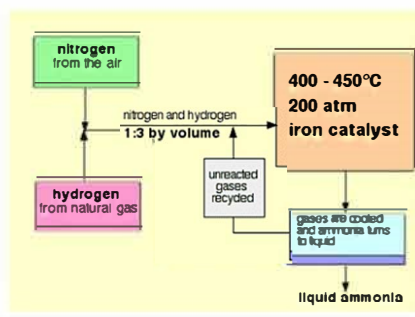 nitrogen
from the air
400 - 450°C
200 atm
iron catalyst
nitrogen and hydrogen
1:3 by volume
unreacted
gases
recycled
hydrogen
from natural gas
gases are cooled
and ammonia turns
to liquid
liquid ammonia